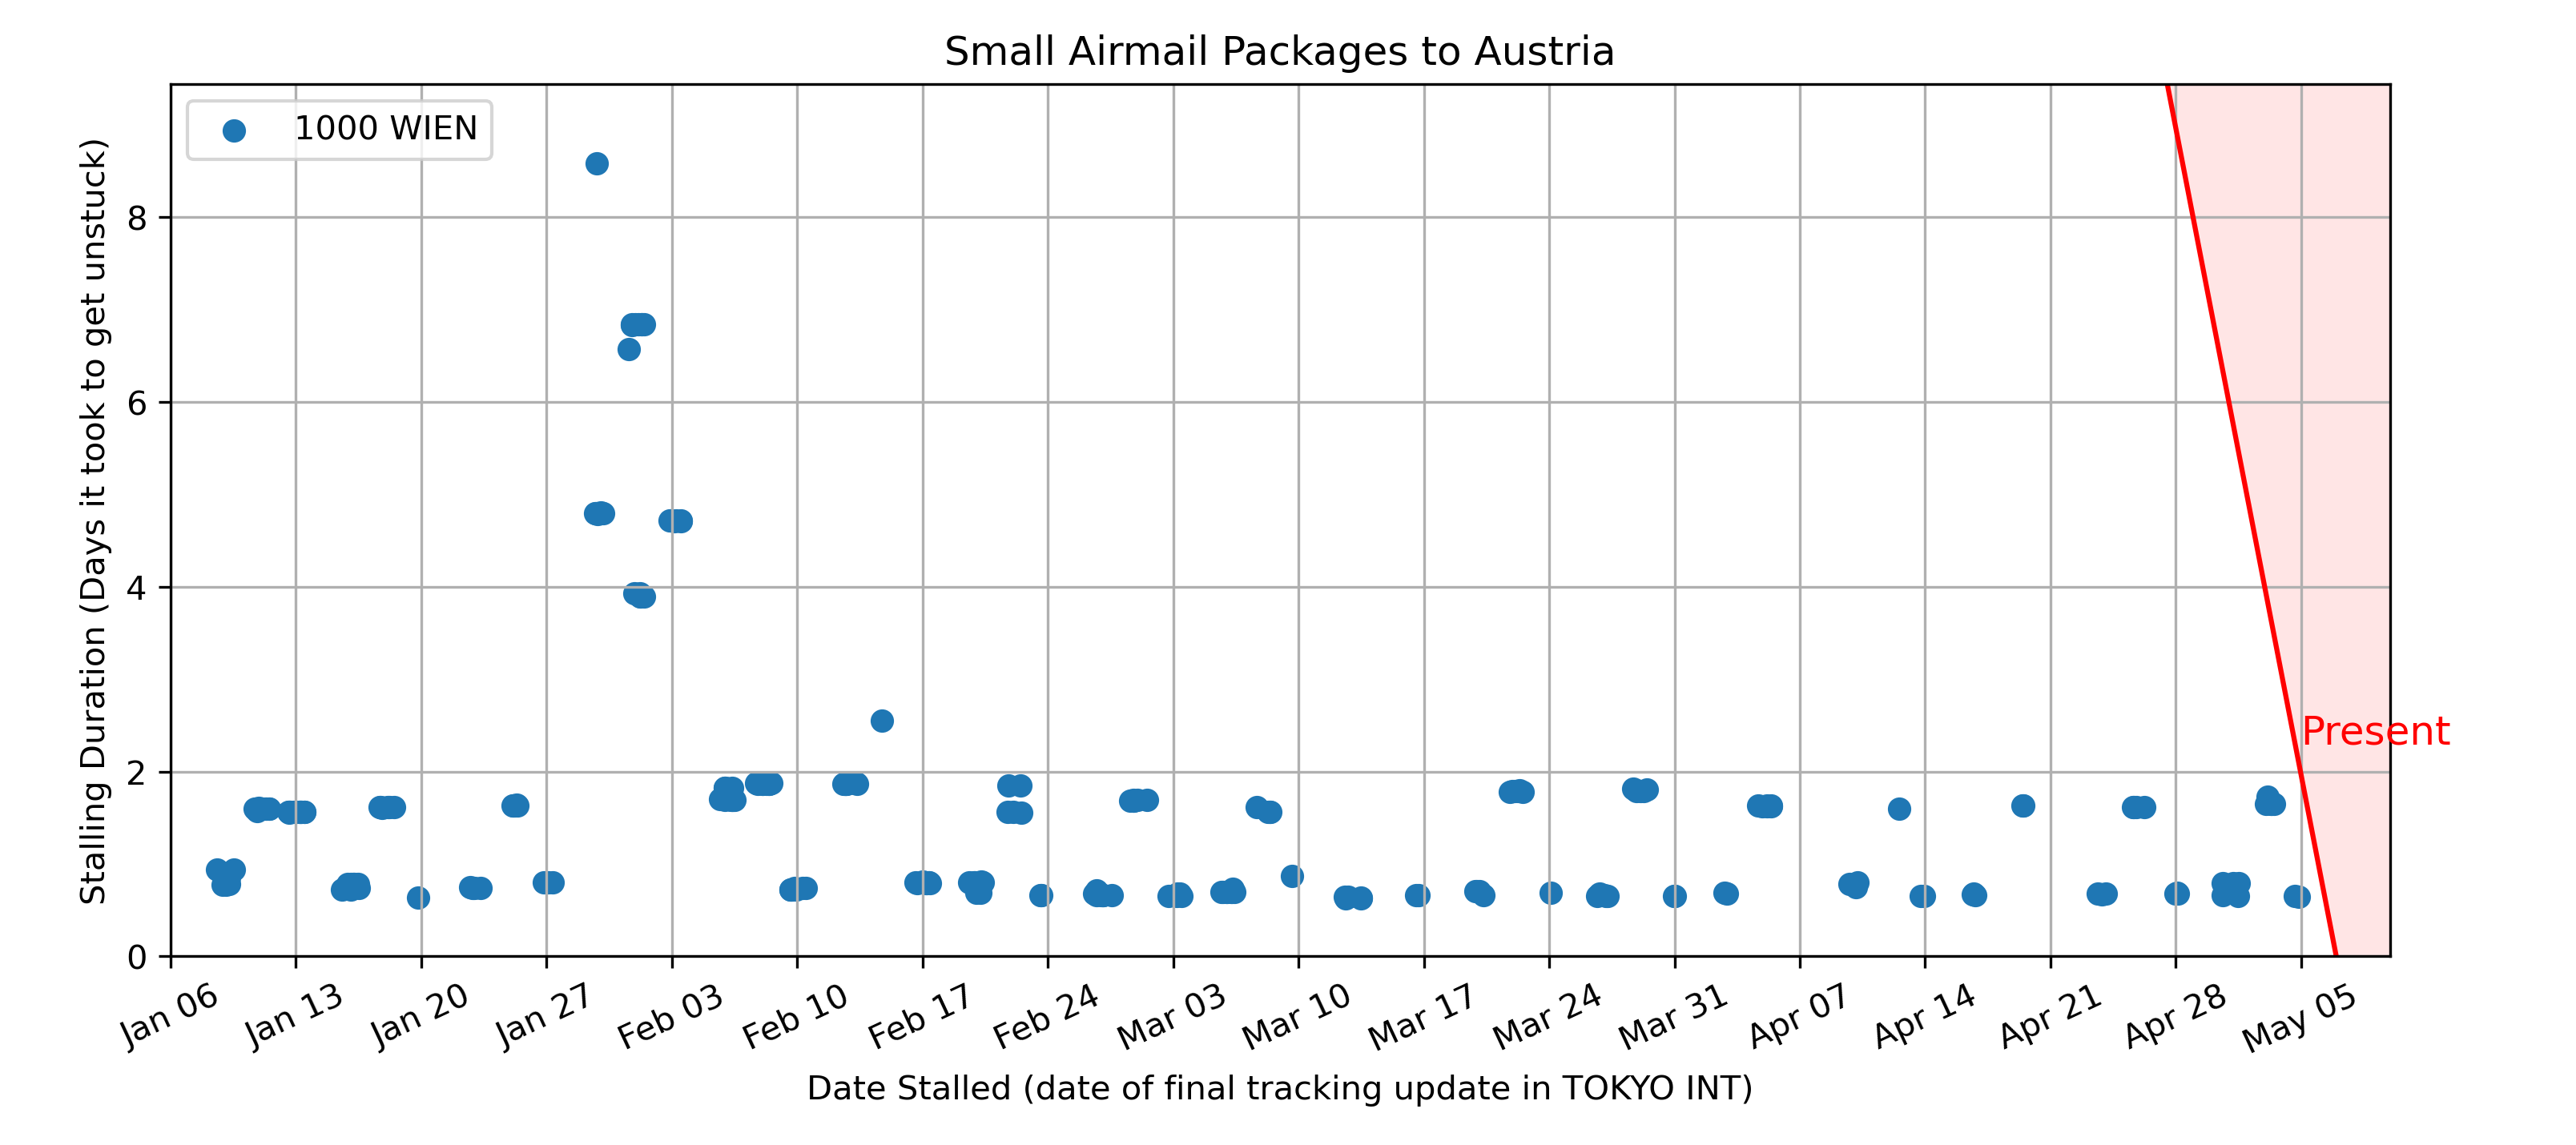 Small Airmail Packages to Austria
1000 WIEN
Stalling Duration (Days it took to get unstuck)
8
6
4
2
0
Present
Jan 06
Jan 13
Jan 20
Jan 27
Feb 03
Feb 10
Feb 17
Feb 24
Mar 03
Mar 10
Mar 17
Mar 24
Mar 31
Apr 07
Apr 14
Apr 21
Apr 28
May 05
Date Stalled (date of final tracking update in TOKYO INT)